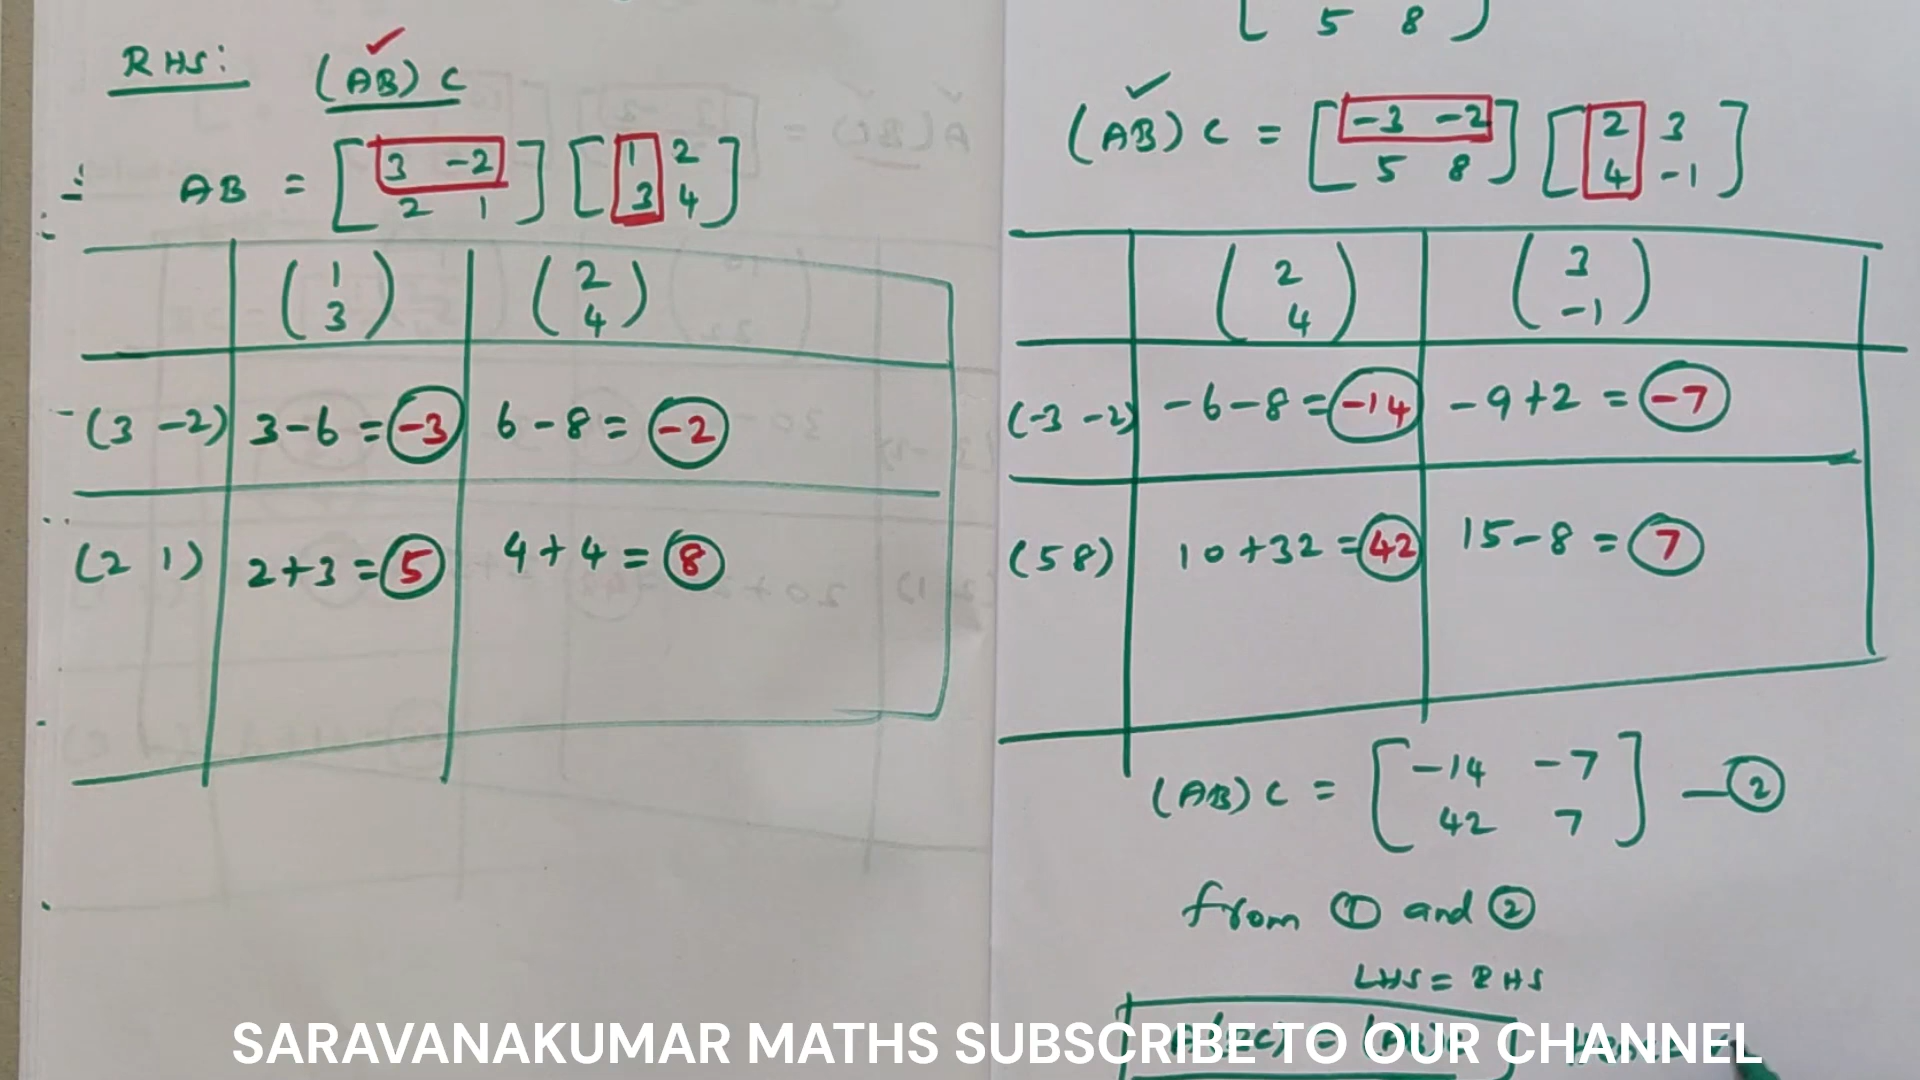 RHS: (AB) C
AB = [ 3 -2 ] [ 1 2 ]
2 1 3 4
( 1 ) ( 2 )
3 4
(3 -2) 3-6 = -3 6-8 = -2
(2 1) 2+3 = 5 4+4 = 8
5 8
(AB) C = [ -3 -2 ] [ 2 3 ]
5 8 4 -1
( 2 ) ( 3 )
4 -1
(-3 -2) -6-8 = -14 -9+2 = -7
(5 8) 10+32 = 42 15-8 = 7
(AB) C = [ -14 -7 ] — 2
42 7
from 1 and 2
LHS = RHS
SARAVANAKUMAR MATHS SUBSCRIBE TO OUR CHANNEL